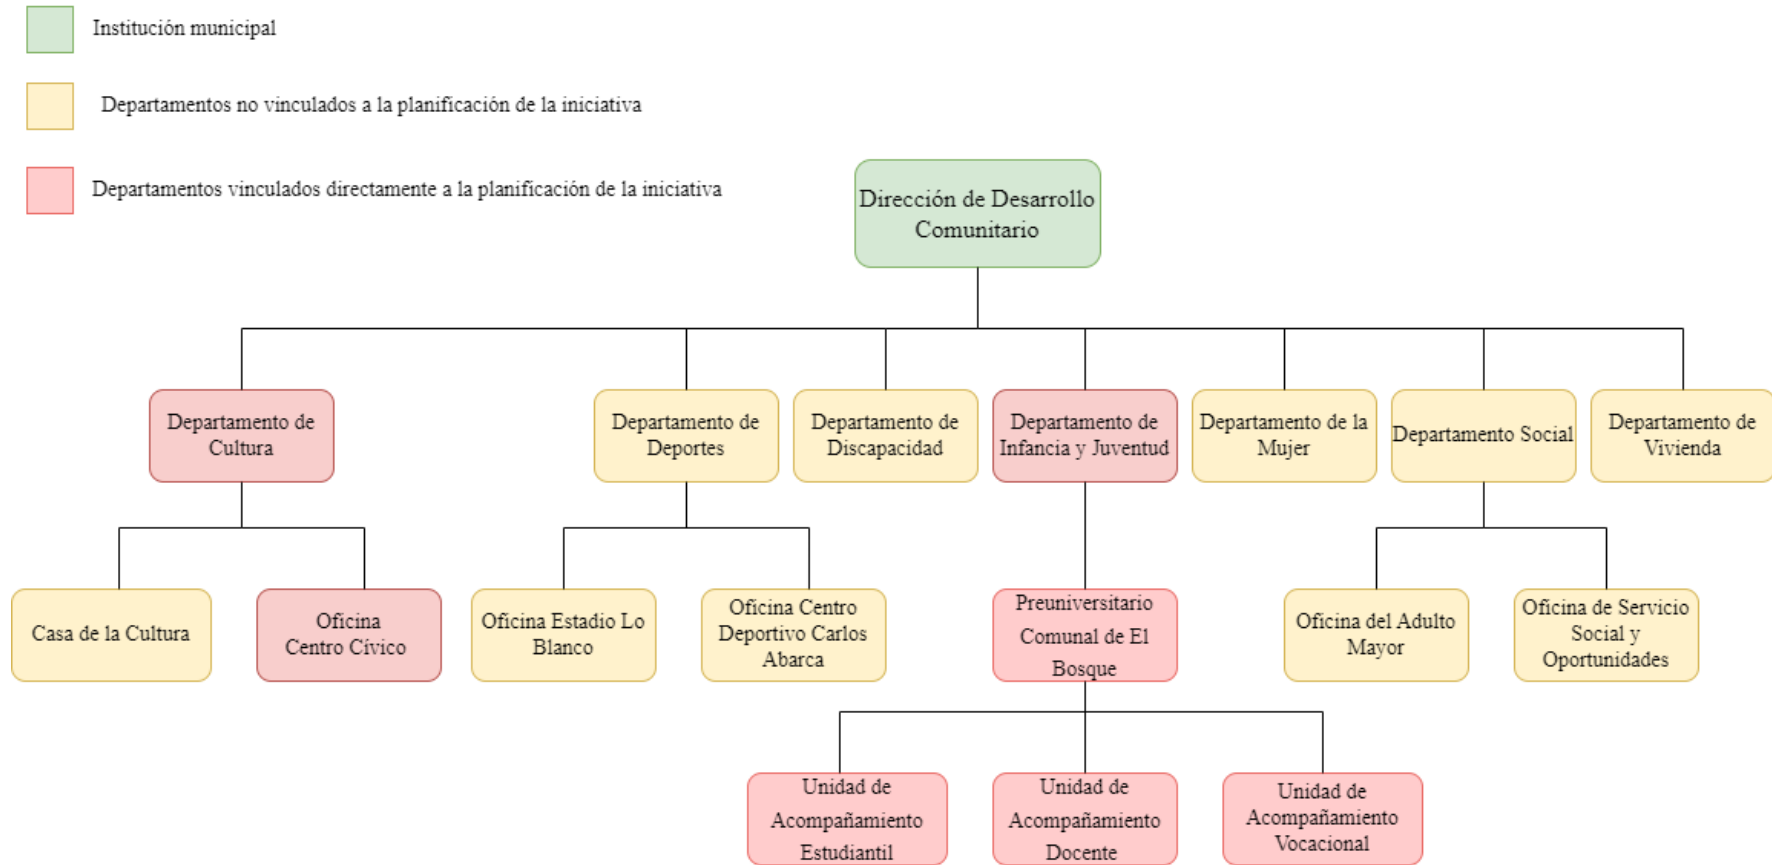 Institución municipal
Departamentos no vinculados a la planificación de la iniciativa
Departamentos vinculados directamente a la planificación de la iniciativa
Dirección de Desarrollo
Comunitario
Departamento de
Cultura
Departamento de
Deportes
Departamento de
Discapacidad
Departamento de
Infancia y Juventud
Departamento de la
Mujer
Departamento Social
Departamento de
Vivienda
Casa de la Cultura
Oficina
Centro Cívico
Oficina Estadio Lo
Blanco
Oficina Centro
Deportivo Carlos
Abarca
Preuniversitario
Comunal de El
Bosque
Oficina del Adulto
Mayor
Oficina de Servicio
Social y
Oportunidades
Unidad de
Acompañamiento
Estudiantil
Unidad de
Acompañamiento
Docente
Unidad de
Acompañamiento
Vocacional